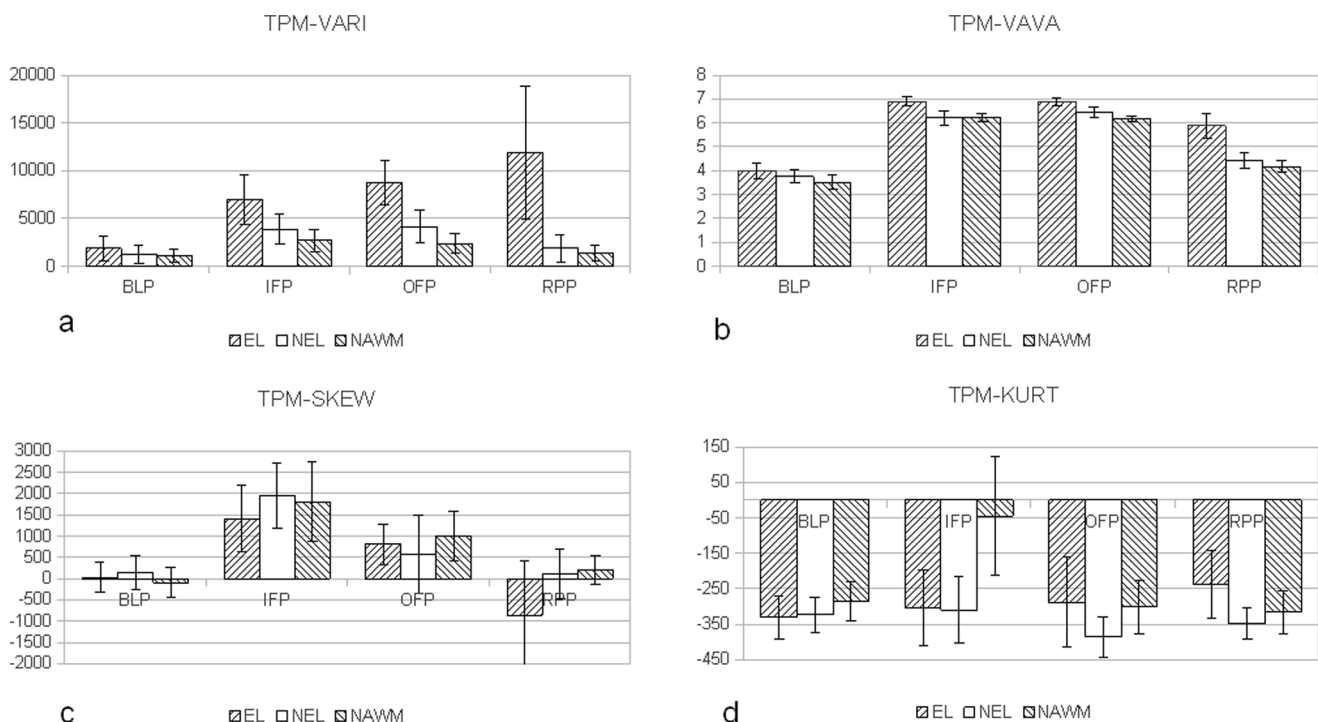 TPM-VARI
20000
15000
10000
5000
0
BLP IFP OFP RPP
a
EL NEL NAWM
TPM-VAVA
8
7
6
5
4
3
2
1
0
BLP IFP OFP RPP
b
EL NEL NAWM
TPM-SKEW
3000
2500
2000
1500
1000
500
0
-500
-1000
-1500
-2000
BLP IFP OFP RPP
c
EL NEL NAWM
TPM-KURT
150
50
-50
-150
-250
-350
-450
BLP IFP OFP RPP
d
EL NEL NAWM